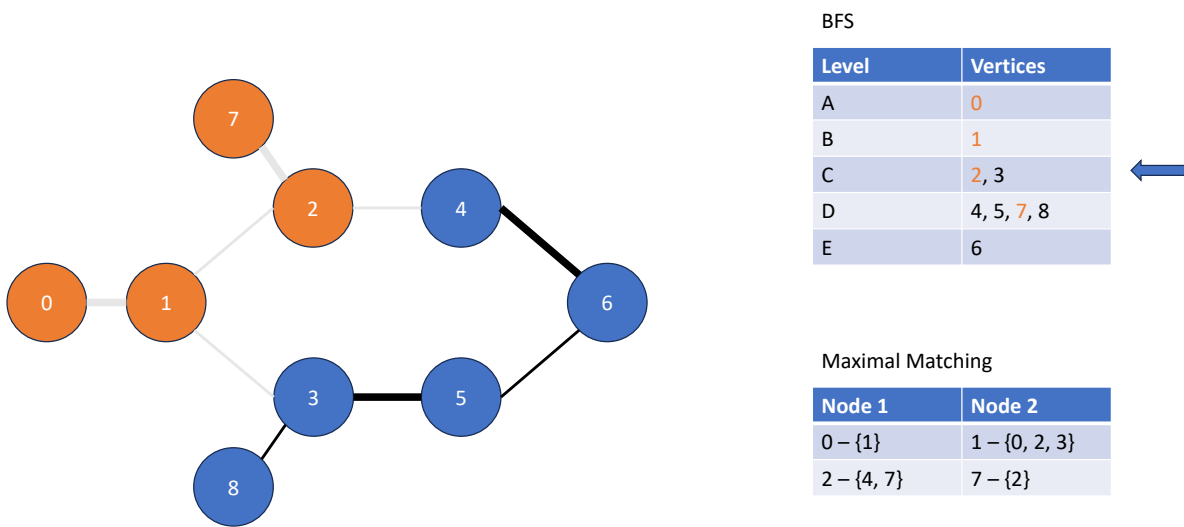 BFS
Level Vertices
A 0
B 1
C 2, 3
D 4, 5, 7, 8
E 6
7
2
4
0
1
6
3
5
8
Maximal Matching
Node 1 Node 2
0 – {1} 1 – {0, 2, 3}
2 – {4, 7} 7 – {2}